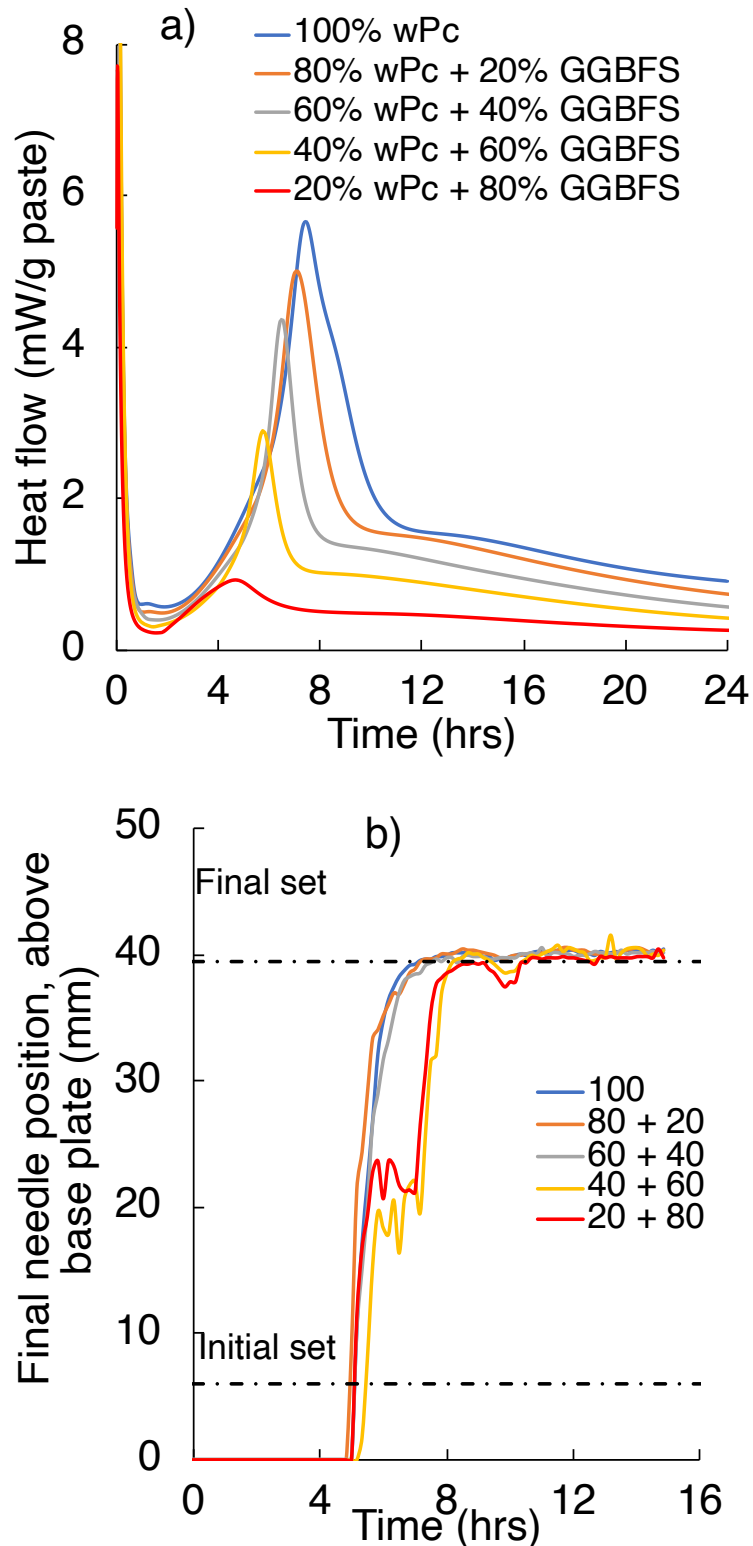 a)
100% wPc
80% wPc + 20% GGBFS
60% wPc + 40% GGBFS
40% wPc + 60% GGBFS
20% wPc + 80% GGBFS
Heat flow (mW/g paste)
8
6
4
2
0
0 4 8 12 16 20 24
Time (hrs)
b)
Final needle position, above
base plate (mm)
50
40
30
20
10
0
Final set
Initial set
100
80 + 20
60 + 40
40 + 60
20 + 80
0 4 8 12 16
Time (hrs)